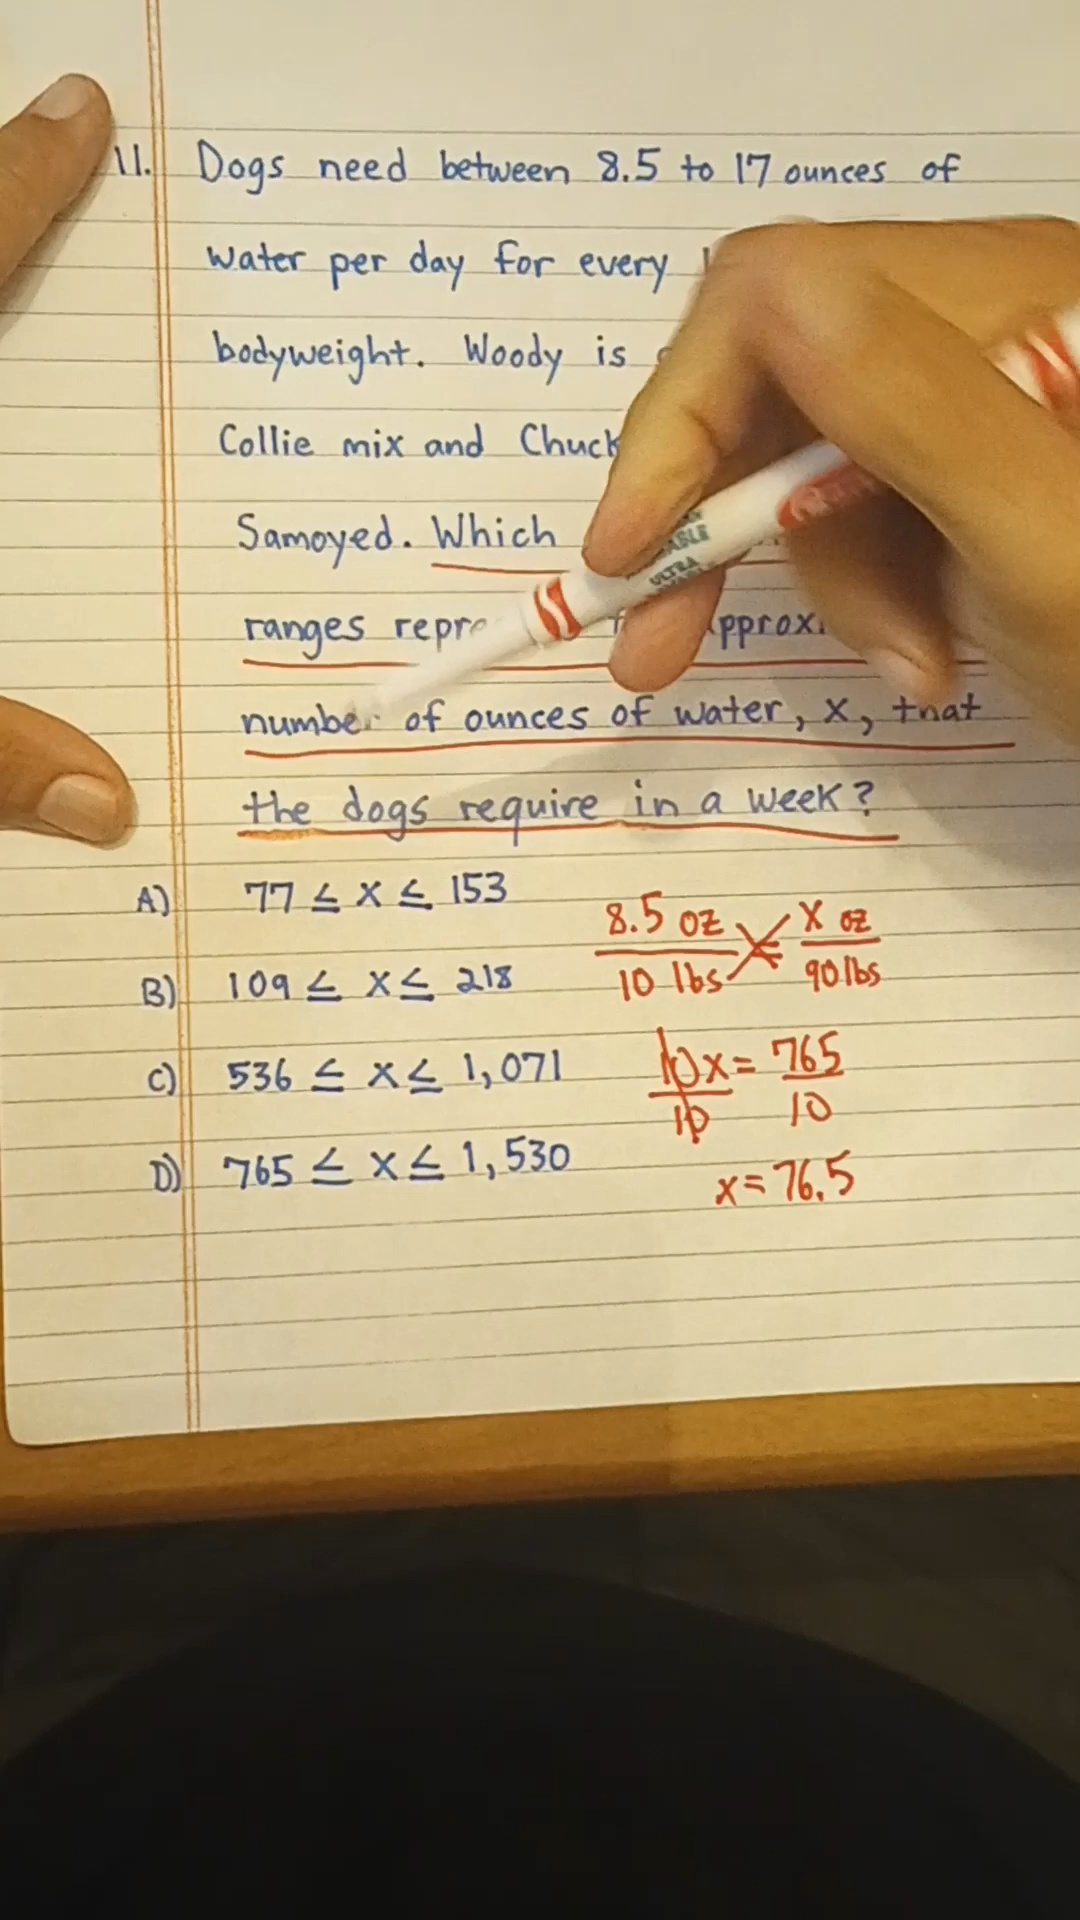 11. Dogs need between 8.5 to 17 ounces of
water per day for every
bodyweight. Woody is
Collie mix and Chuck
Samoyed. Which
ranges approxi
number of ounces of water, x, that
the dogs require in a week?
A) 77 ≤ x ≤ 153
B) 109 ≤ x ≤ 218
C) 536 ≤ x ≤ 1,071
D) 765 ≤ x ≤ 1,530
8.5 oz = x oz
10 lbs 90 lbs
10x = 765
10 10
x = 76.5
ULTRA